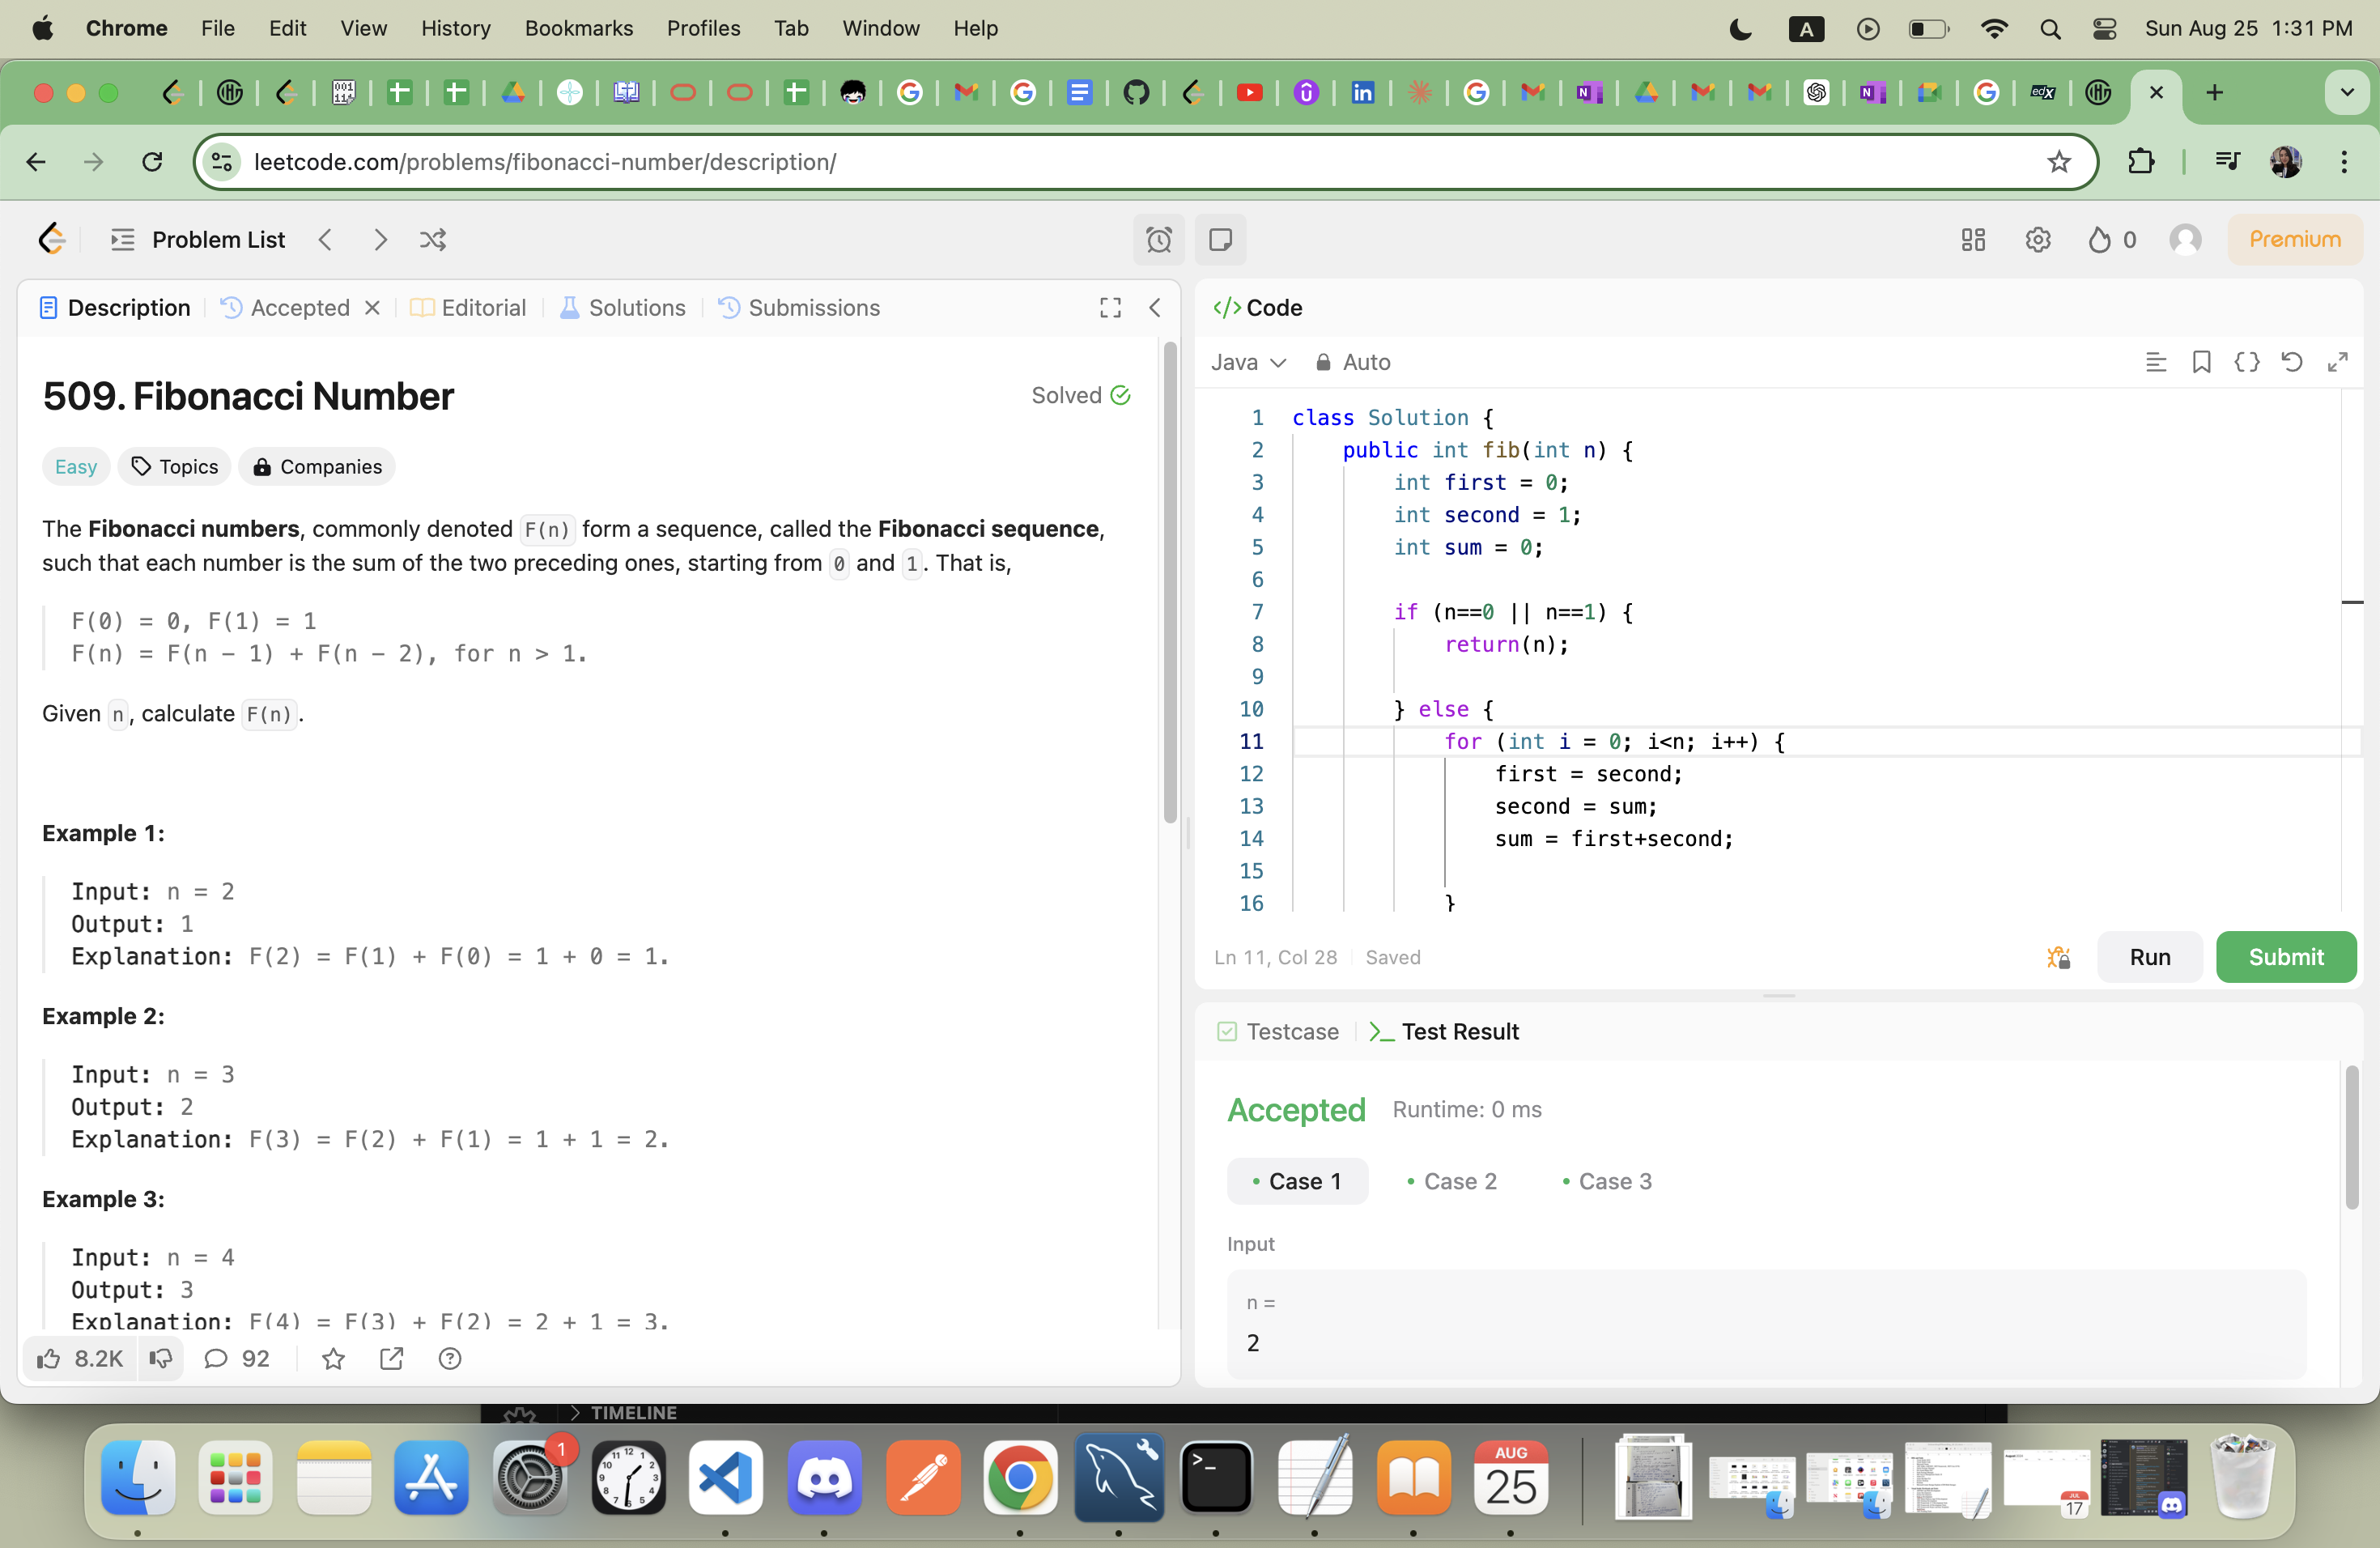 Chrome File Edit View History Bookmarks Profiles Tab Window Help A Sun Aug 25 1:31 PM
leetcode.com/problems/fibonacci-number/description/
Problem List 0 Premium
Description Accepted Editorial Solutions Submissions
509. Fibonacci Number
Solved
Easy Topics Companies
The Fibonacci numbers, commonly denoted F(n) form a sequence, called the Fibonacci sequence,
such that each number is the sum of the two preceding ones, starting from 0 and 1. That is,
F(0) = 0, F(1) = 1
F(n) = F(n - 1) + F(n - 2), for n > 1.
Given n, calculate F(n).
Example 1:
Input: n = 2
Output: 1
Explanation: F(2) = F(1) + F(0) = 1 + 0 = 1.
Example 2:
Input: n = 3
Output: 2
Explanation: F(3) = F(2) + F(1) = 1 + 1 = 2.
Example 3:
Input: n = 4
Output: 3
Explanation: F(4) = F(3) + F(2) = 2 + 1 = 3.
8.2K 92
</> Code
Java Auto
1 class Solution {
2 public int fib(int n) {
3 int first = 0;
4 int second = 1;
5 int sum = 0;
6
7 if (n==0 || n==1) {
8 return(n);
9
10 } else {
11 for (int i = 0; i<n; i++) {
12 first = second;
13 second = sum;
14 sum = first+second;
15
16 }
Ln 11, Col 28 Saved Run Submit
Testcase >_ Test Result
Accepted Runtime: 0 ms
Case 1 Case 2 Case 3
Input
n =
2
TIMELINE
1
AUG
25
JUL
17